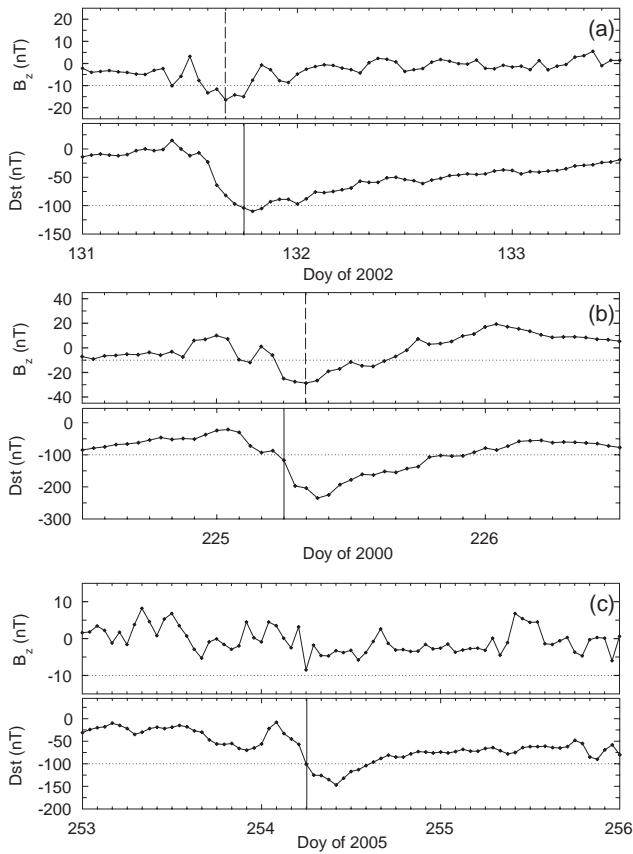 (a)
20
10
0
-10
-20
B_z (nT)
0
-50
-100
-150
Dst (nT)
131 132 133
Doy of 2002
(b)
40
20
0
-20
-40
B_z (nT)
0
-100
-200
-300
Dst (nT)
225 226
Doy of 2000
(c)
10
0
-10
B_z (nT)
0
-50
-100
-150
-200
Dst (nT)
253 254 255 256
Doy of 2005